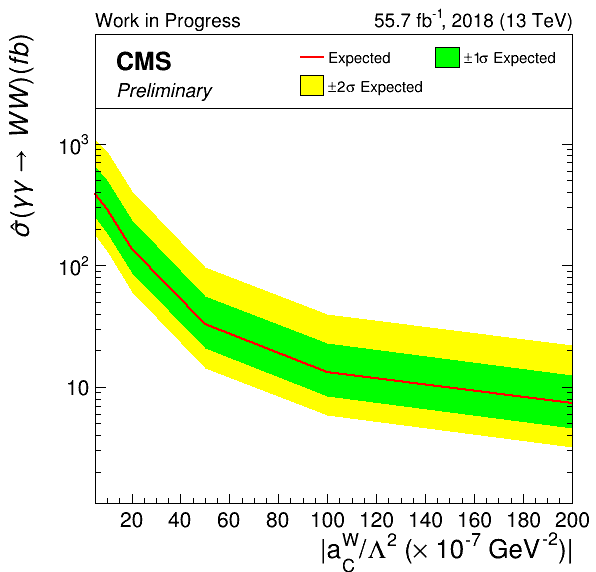 Work in Progress 55.7 fb⁻¹, 2018 (13 TeV)
CMS
Preliminary
Expected
±1σ Expected
±2σ Expected
σ̂(γγ → WW)(fb)
10³
10²
10
20 40 60 80 100 120 140 160 180 200
|a_C^W/Λ² (× 10⁻⁷ GeV⁻²)|